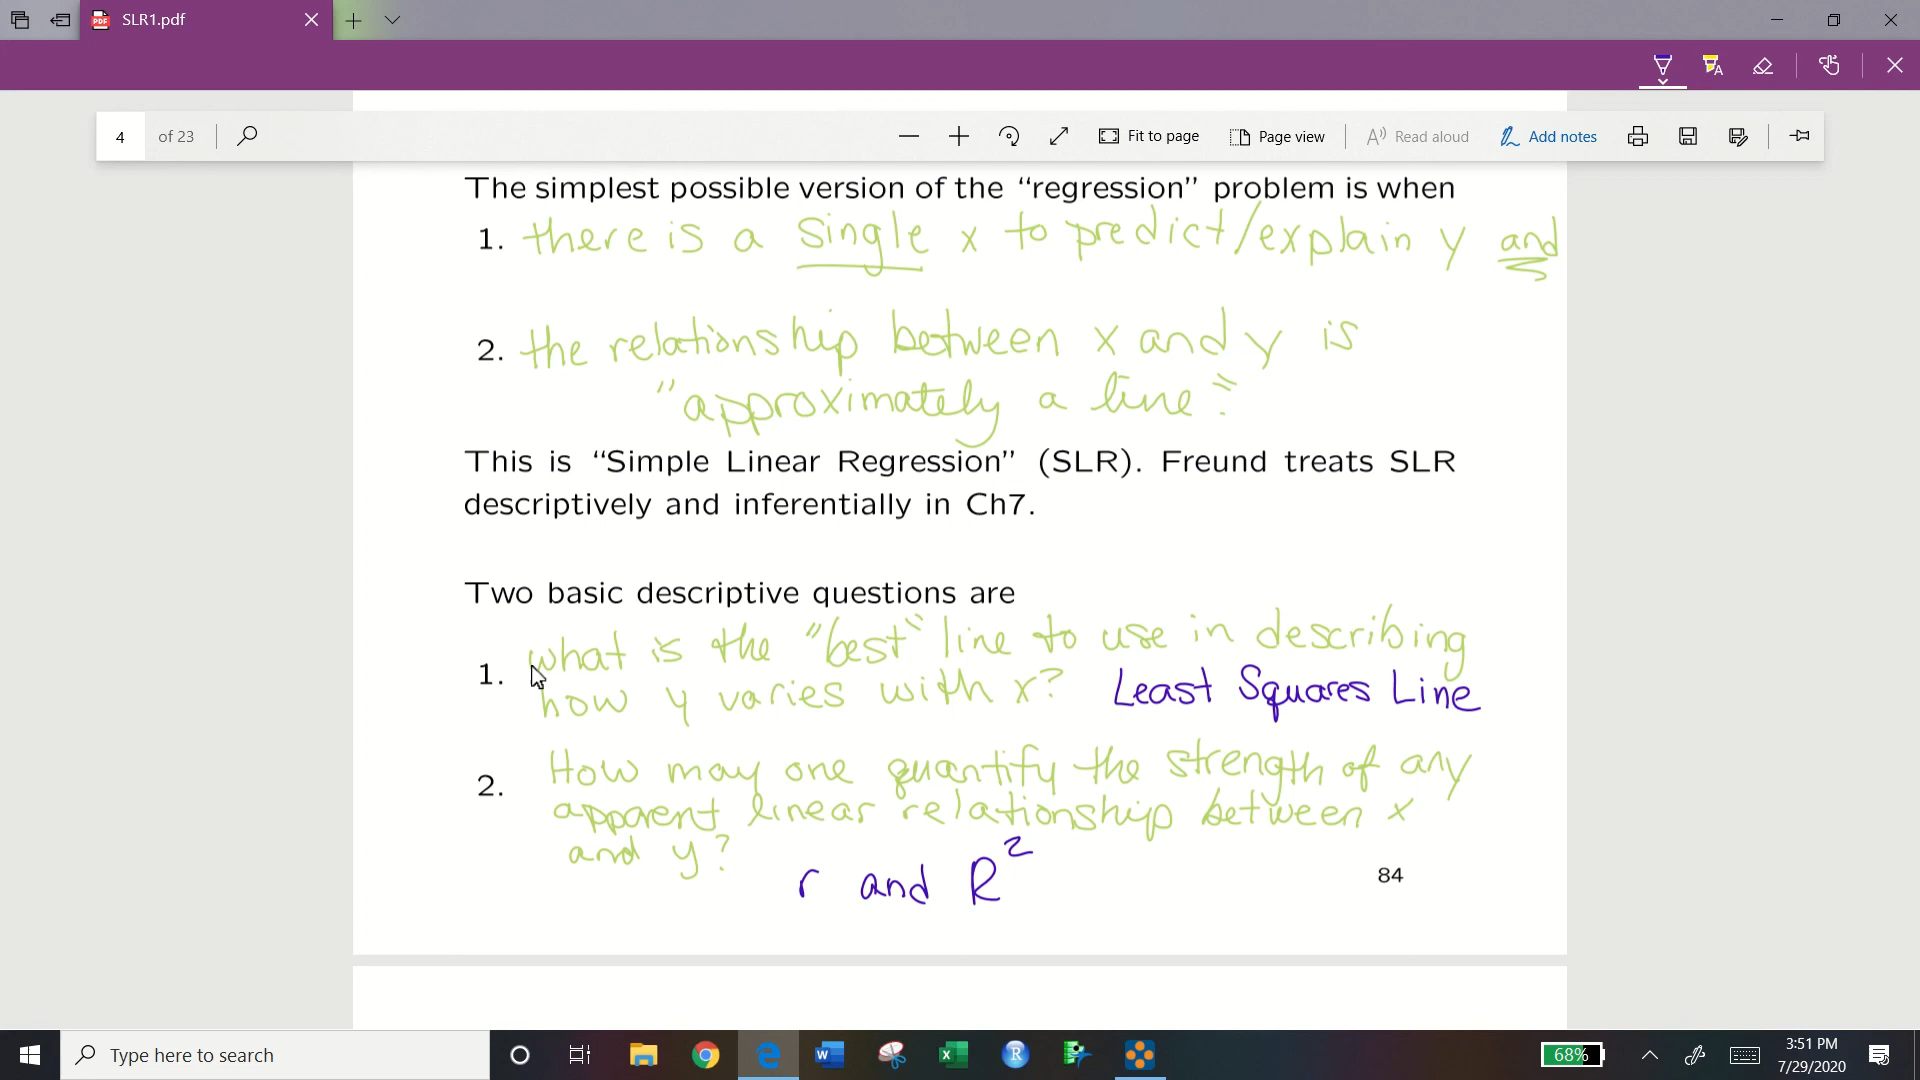 SLR1.pdf
4 of 23
Fit to page
Page view
Read aloud
Add notes
The simplest possible version of the “regression” problem is when
1. there is a single x to predict/explain y and
2. the relationship between x and y is
"approximately a line".
This is “Simple Linear Regression” (SLR). Freund treats SLR
descriptively and inferentially in Ch7.
Two basic descriptive questions are
1. what is the "best" line to use in describing
how y varies with x? Least Squares Line
2. How may one quantify the strength of any
apparent linear relationship between x
and y?
r and R²
84
Type here to search
68%
3:51 PM
7/29/2020